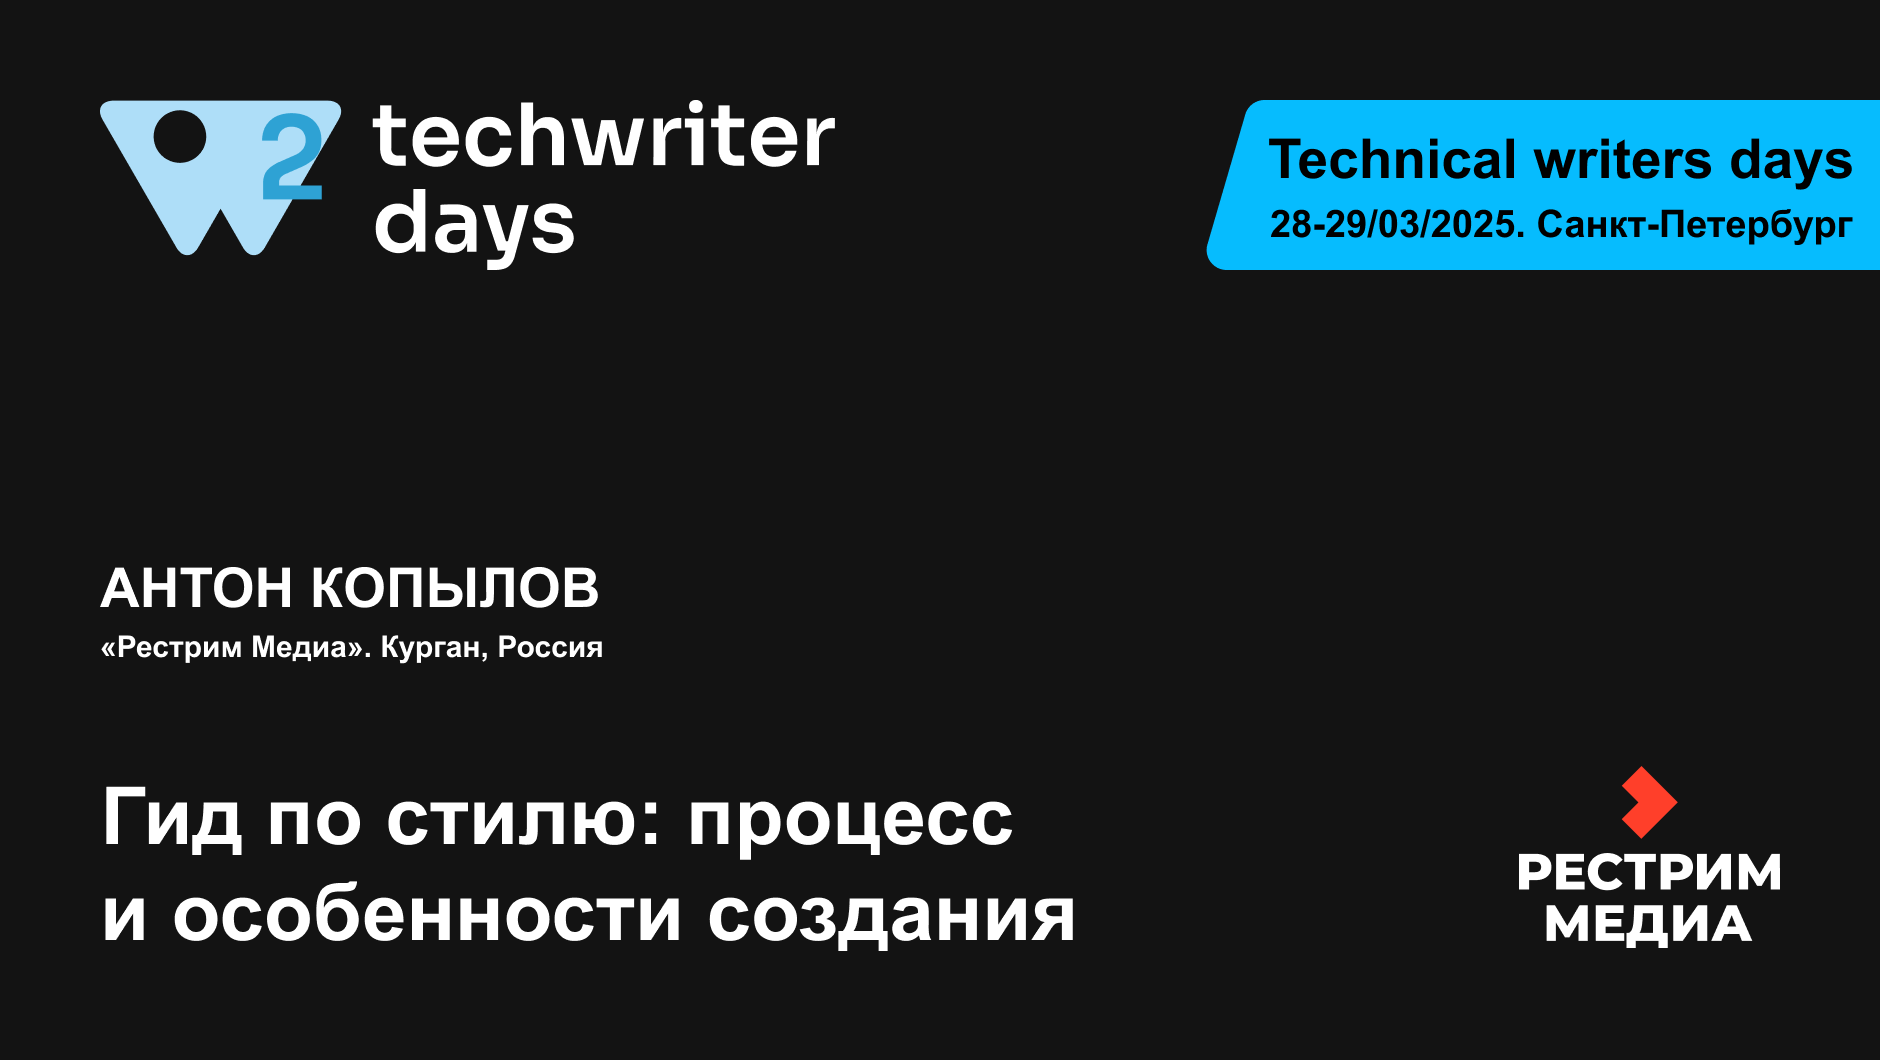 2
techwriter
days
Technical writers days
28-29/03/2025. Санкт-Петербург
АНТОН КОПЫЛОВ
«Рестрим Медиа». Курган, Россия
Гид по стилю: процесс
и особенности создания
РЕСТРИМ
МЕДИА